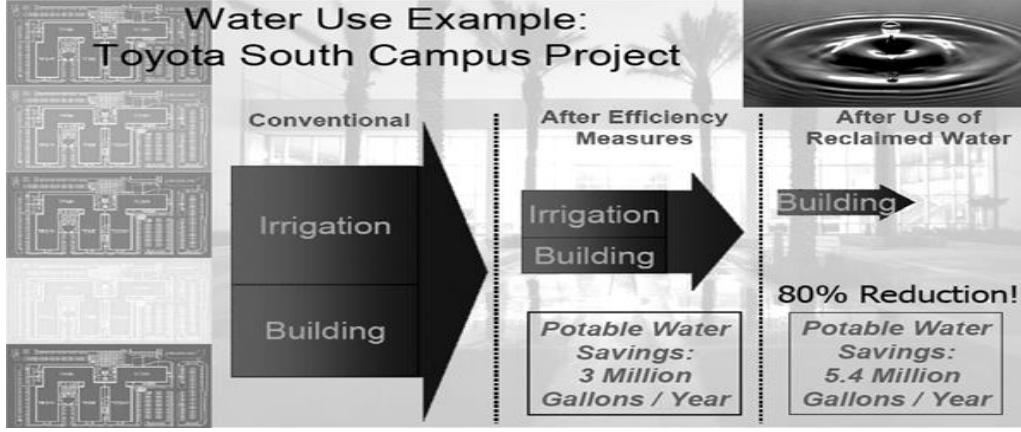 Water Use Example:
Toyota South Campus Project
Conventional
Irrigation
Building
After Efficiency
Measures
Irrigation
Building
Potable Water
Savings:
3 Million
Gallons / Year
After Use of
Reclaimed Water
Building
80% Reduction!
Potable Water
Savings:
5.4 Million
Gallons / Year